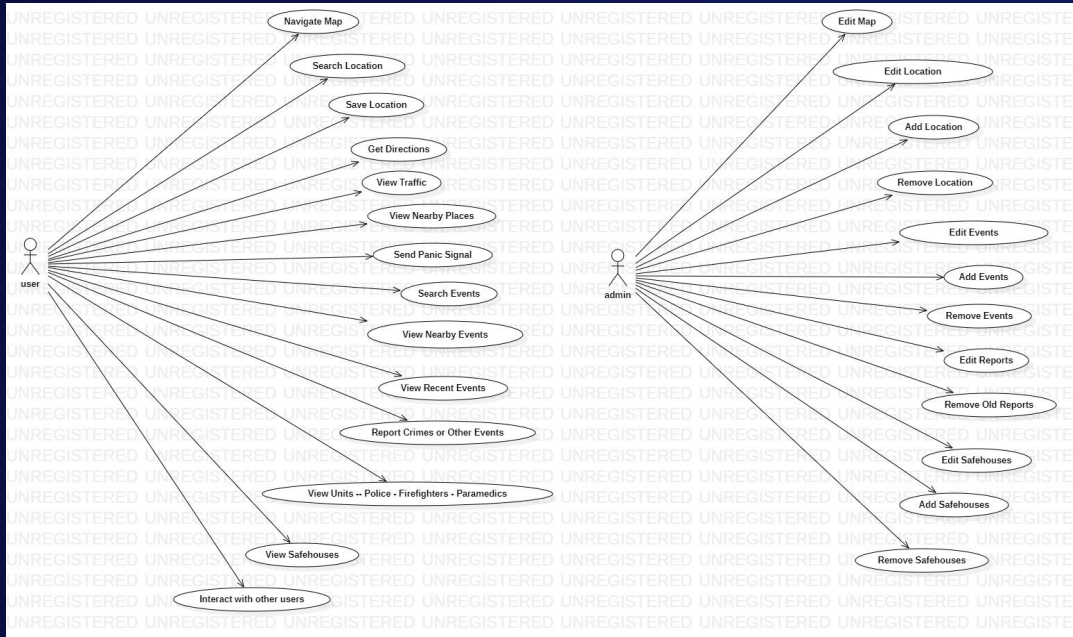 Navigate Map
Search Location
Save Location
Get Directions
View Traffic
View Nearby Places
Send Panic Signal
Search Events
View Nearby Events
View Recent Events
Report Crimes or Other Events
View Units -- Police - Firefighters - Paramedics
View Safehouses
Interact with other users
user
Edit Map
Edit Location
Add Location
Remove Location
Edit Events
Add Events
Remove Events
Edit Reports
Remove Old Reports
Edit Safehouses
Add Safehouses
Remove Safehouses
admin
UNREGISTERED